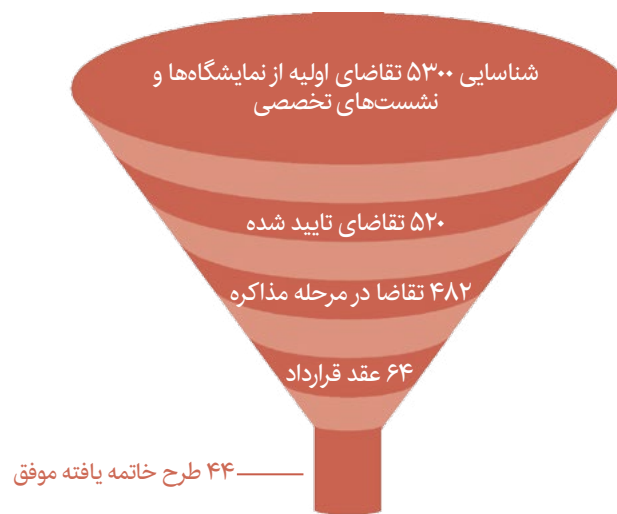 شناسایی ۵۳۰۰ تقاضای اولیه از نمایشگاه‌ها و
نشست‌های تخصصی
۵۲۰ تقاضای تایید شده
۴۸۲ تقاضا در مرحله مذاکره
۶۴ عقد قرارداد
۴۴ طرح خاتمه یافته موفق